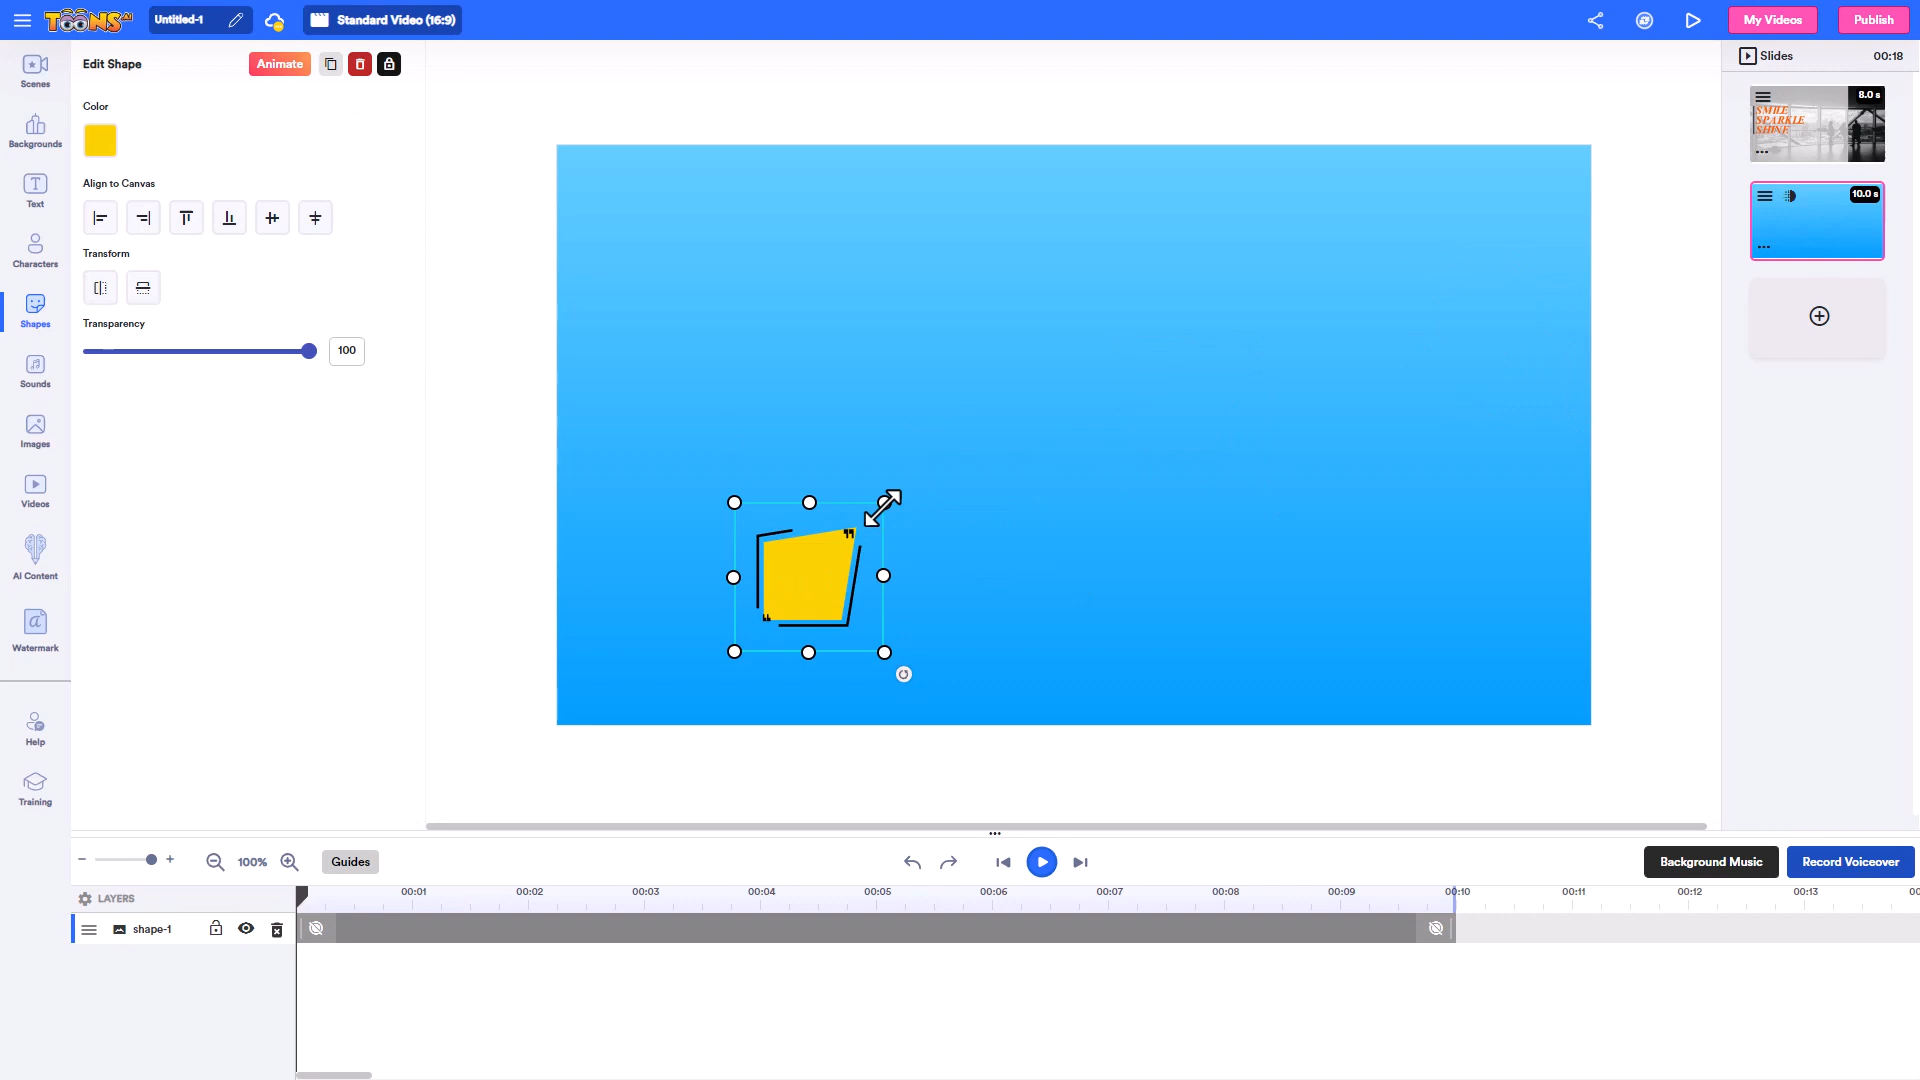 TOONS AI
Untitled-1
Standard Video (16:9)
My Videos
Publish
Scenes
Backgrounds
Text
Characters
Shapes
Sounds
Images
Videos
AI Content
Watermark
Help
Training
Edit Shape
Animate
Color
Align to Canvas
Transform
Transparency
100
Slides
00:18
8.0 s
SMILE
SPARKLE
SHINE
10.0 s
100%
Guides
Background Music
Record Voiceover
LAYERS
00:01
00:02
00:03
00:04
00:05
00:06
00:07
00:08
00:09
00:10
00:11
00:12
00:13
shape-1